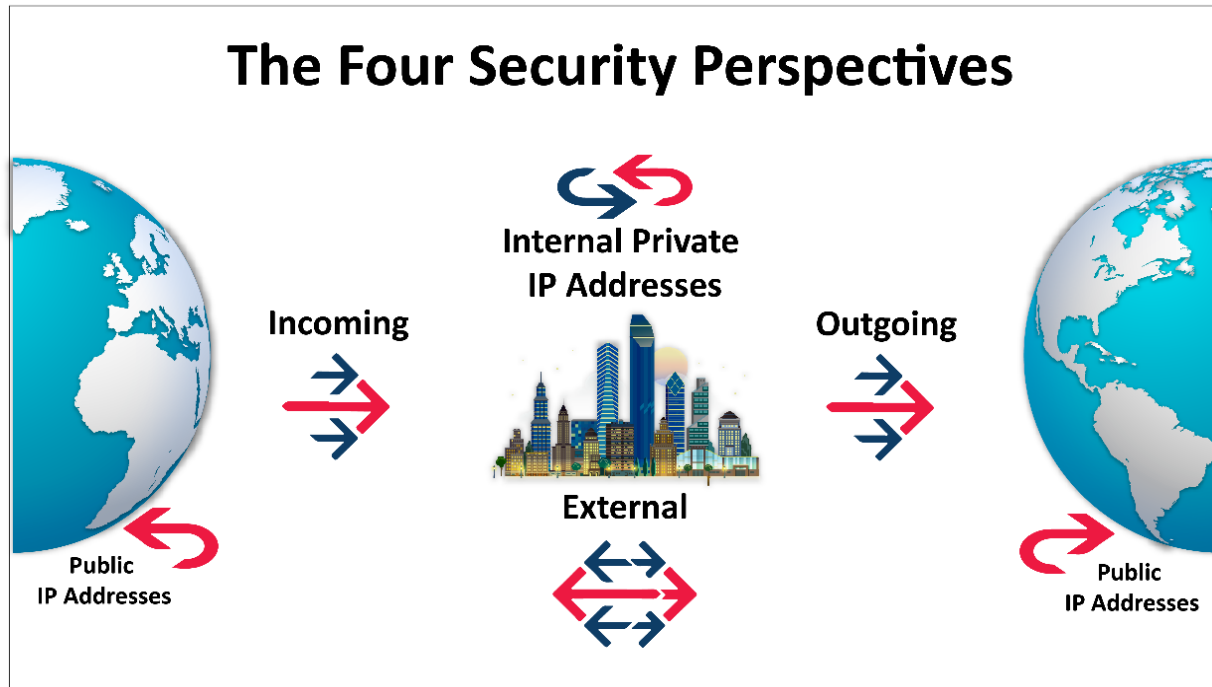 The Four Security Perspectives
Internal Private
IP Addresses
Incoming
Outgoing
External
Public
IP Addresses
Public
IP Addresses